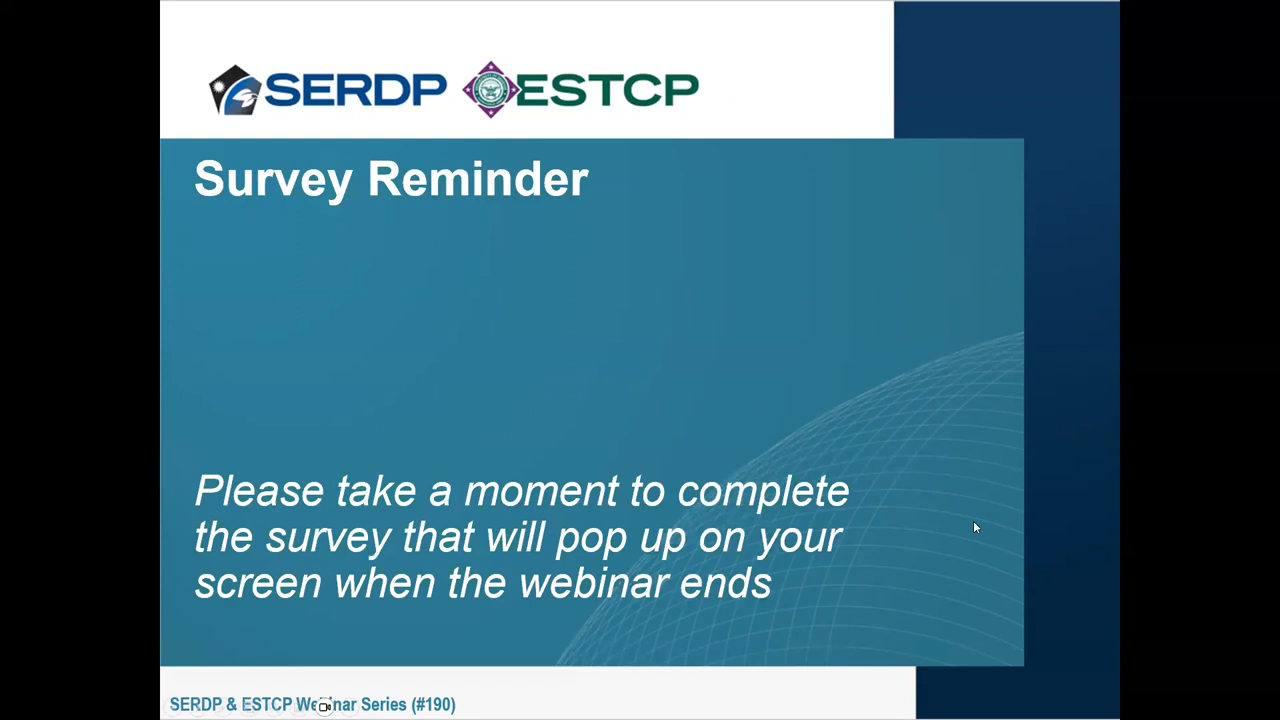 SERDP ESTCP
Survey Reminder
Please take a moment to complete
the survey that will pop up on your
screen when the webinar ends
SERDP & ESTCP Webinar Series (#190)